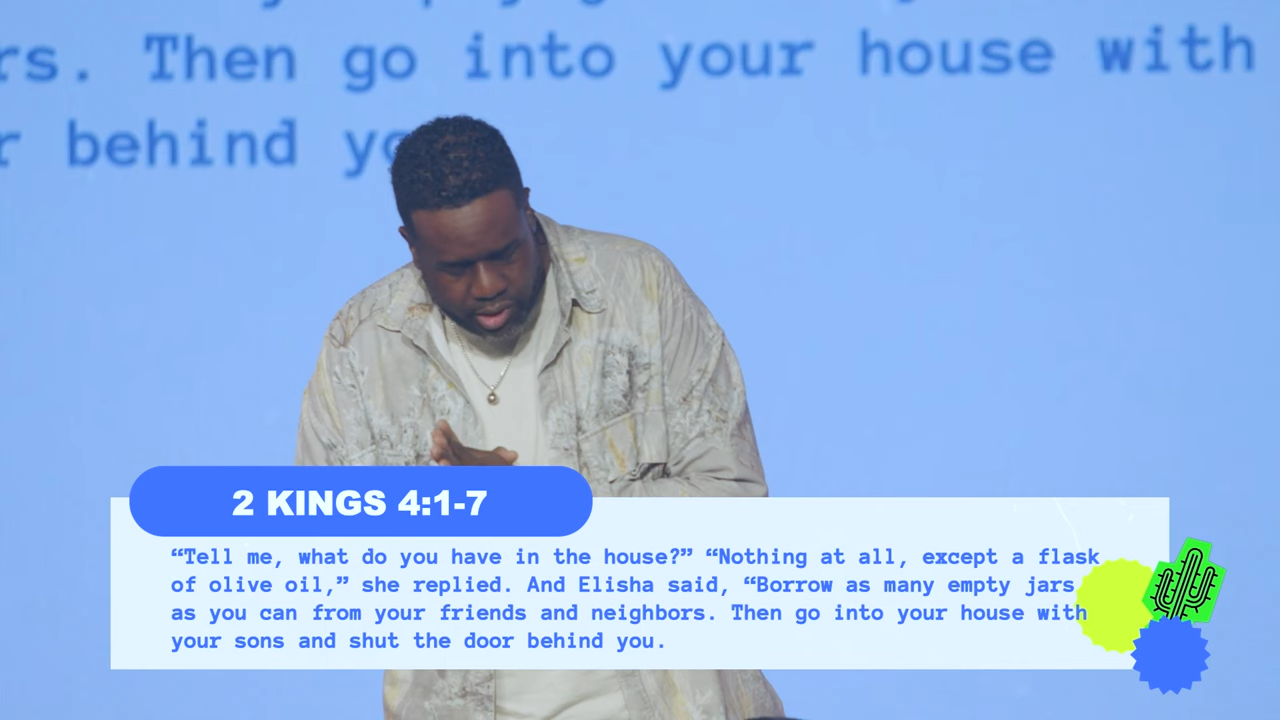 rs. Then go into your house with
r behind yo
2 KINGS 4:1-7
“Tell me, what do you have in the house?” “Nothing at all, except a flask
of olive oil,” she replied. And Elisha said, “Borrow as many empty jars
as you can from your friends and neighbors. Then go into your house with
your sons and shut the door behind you.